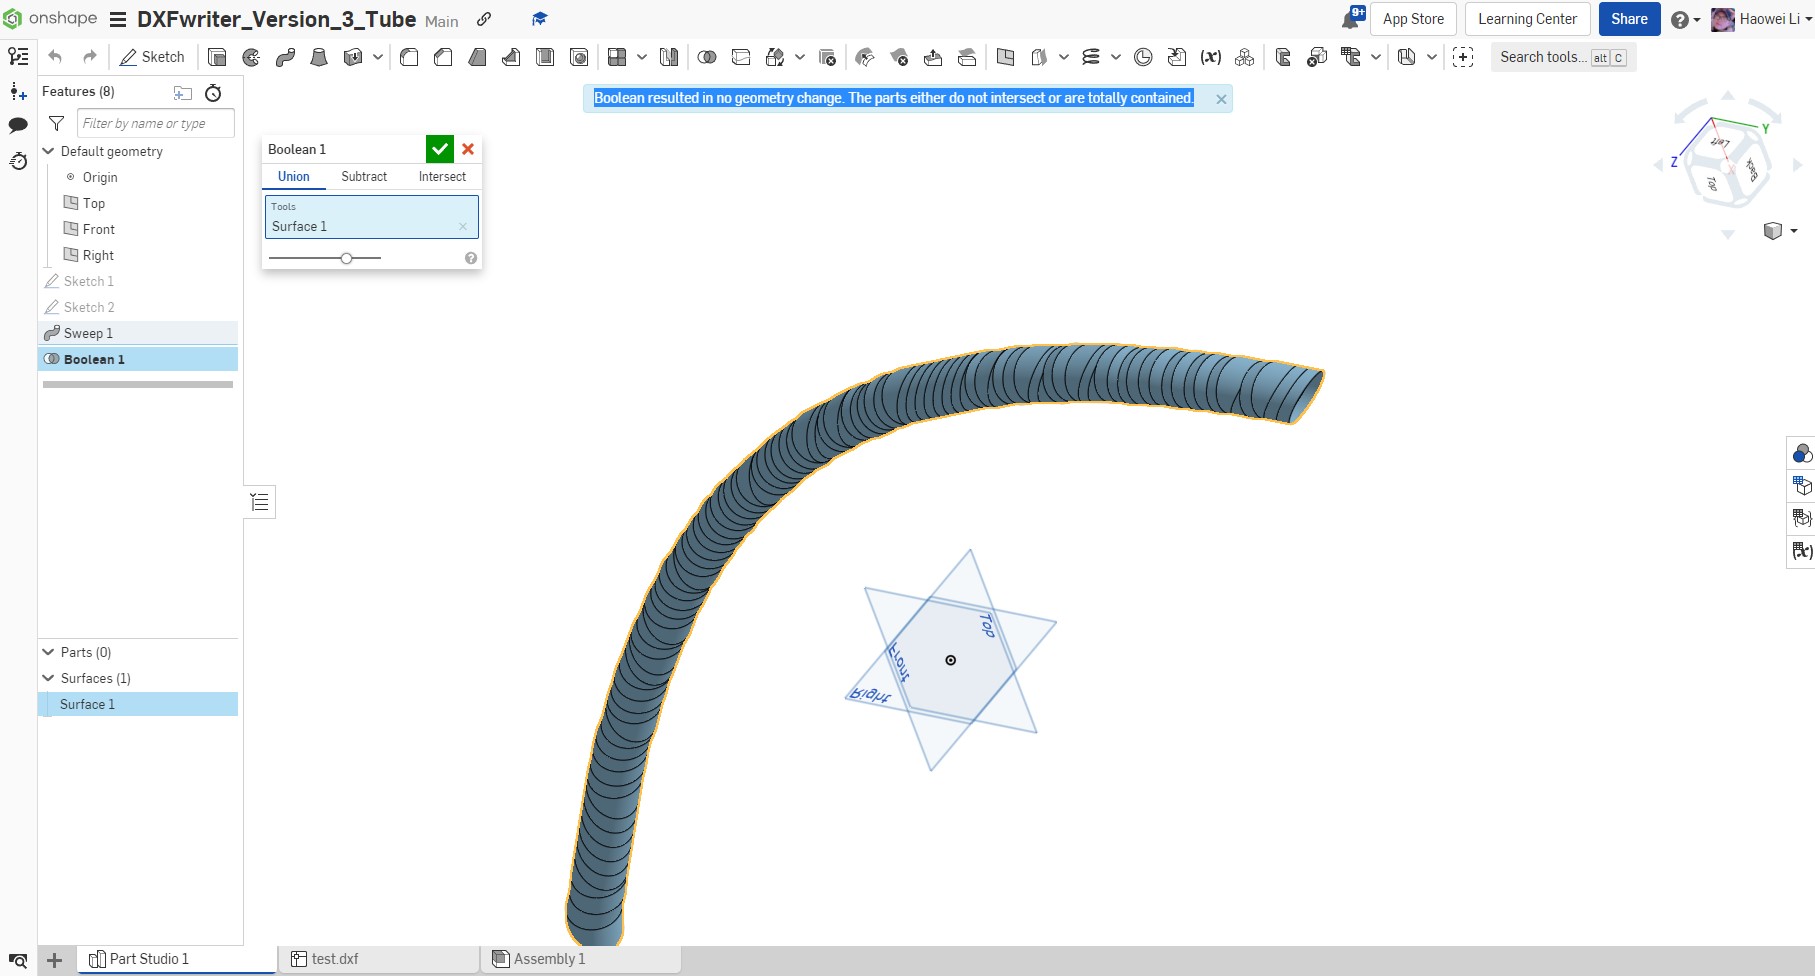 onshape DXFwriter_Version_3_Tube Main 9+ App Store Learning Center Share Haowei Li
Sketch Search tools... alt C
Features (8)
Boolean resulted in no geometry change. The parts either do not intersect or are totally contained.
Filter by name or type
Default geometry
Origin
Top
Front
Right
Sketch 1
Sketch 2
Sweep 1
Boolean 1
Boolean 1
Union Subtract Intersect
Tools
Surface 1
Y
Z
Left
Back
Top
Top
Front
Right
Parts (0)
Surfaces (1)
Surface 1
Part Studio 1 test.dxf Assembly 1